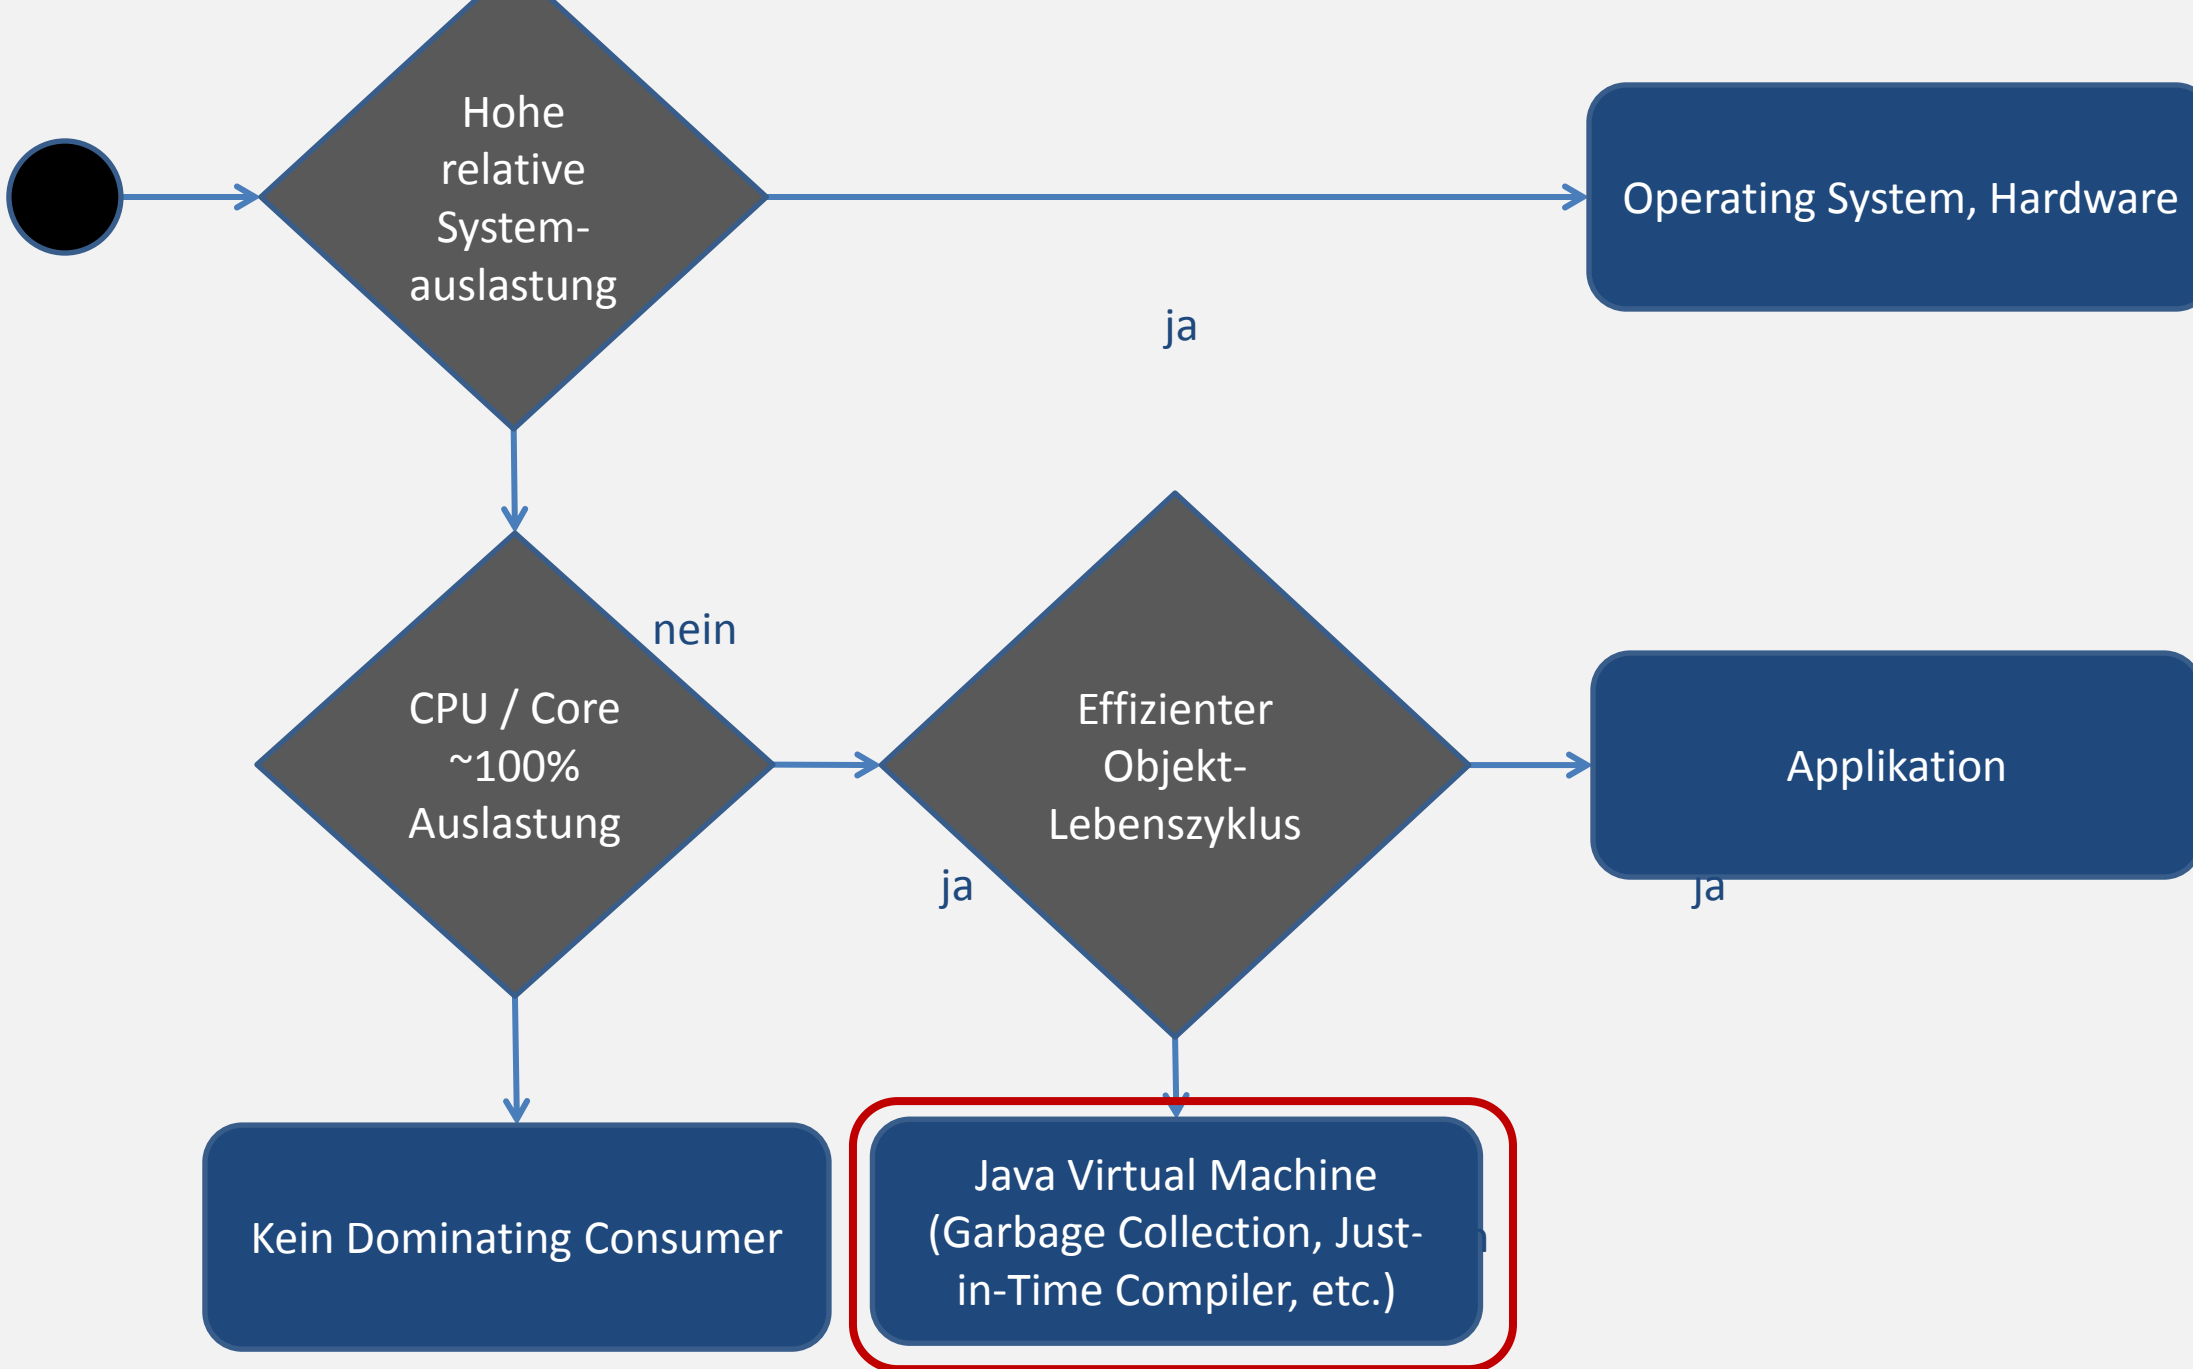 Hohe
relative
System-
auslastung
Operating System, Hardware
ja
nein
CPU / Core
~100%
Auslastung
Effizienter
Objekt-
Lebenszyklus
Applikation
ja
ja
Kein Dominating Consumer
Java Virtual Machine
(Garbage Collection, Just-
in-Time Compiler, etc.)